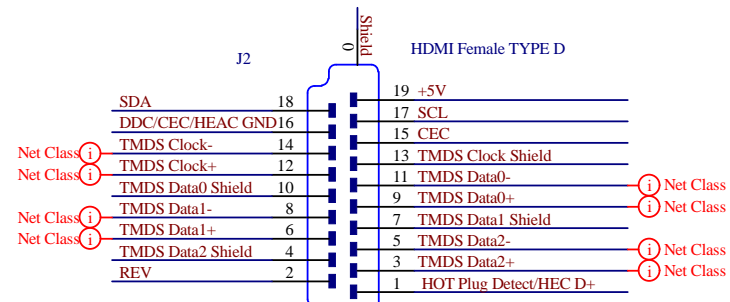 Shield
0
J2
HDMI Female TYPE D
19 +5V
SDA 18
17 SCL
DDC/CEC/HEAC GND 16
15 CEC
Net Class i TMDS Clock- 14
13 TMDS Clock Shield
Net Class i TMDS Clock+ 12
11 TMDS Data0- i Net Class
TMDS Data0 Shield 10
9 TMDS Data0+ i Net Class
Net Class i TMDS Data1- 8
7 TMDS Data1 Shield
Net Class i TMDS Data1+ 6
5 TMDS Data2- i Net Class
TMDS Data2 Shield 4
3 TMDS Data2+ i Net Class
REV 2
1 HOT Plug Detect/HEC D+